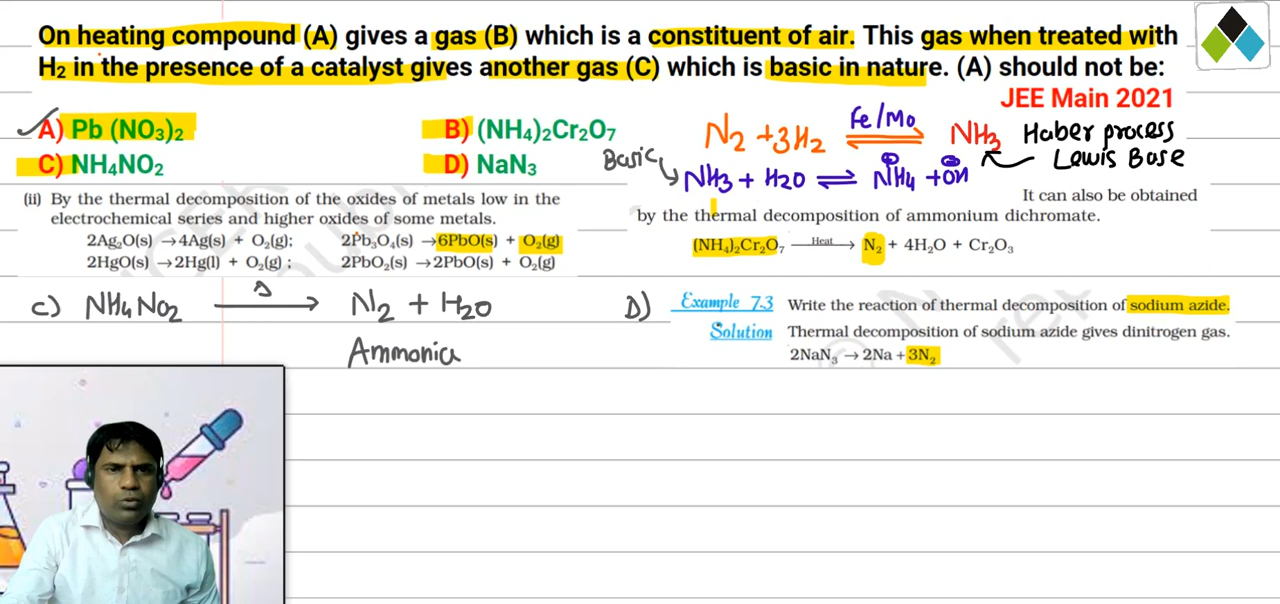 On heating compound (A) gives a gas (B) which is a constituent of air. This gas when treated with
H₂ in the presence of a catalyst gives another gas (C) which is basic in nature. (A) should not be:
JEE Main 2021
A) Pb (NO₃)₂
B) (NH4)₂Cr₂O₇
C) NH₄NO₂
D) NaN₃
N₂ + 3H₂ ⇌ NH₃ Haber process
Fe/Mo
Lewis Base
Basic
NH₃ + H₂O ⇌ NH₄⊕ + OH⊖
(ii) By the thermal decomposition of the oxides of metals low in the
electrochemical series and higher oxides of some metals.
2Ag₂O(s) →4Ag(s) + O₂(g); 2Pb₃O₄(s) →6PbO(s) + O₂(g)
2HgO(s) →2Hg(l) + O₂(g) ; 2PbO₂(s) →2PbO(s) + O₂(g)
It can also be obtained
by the thermal decomposition of ammonium dichromate.
(NH₄)₂Cr₂O₇ —Heat→ N₂ + 4H₂O + Cr₂O₃
C) NH₄NO₂ —Δ→ N₂ + H₂O
Ammonica
D) Example 7.3 Write the reaction of thermal decomposition of sodium azide.
Solution Thermal decomposition of sodium azide gives dinitrogen gas.
2NaN₃ → 2Na + 3N₂